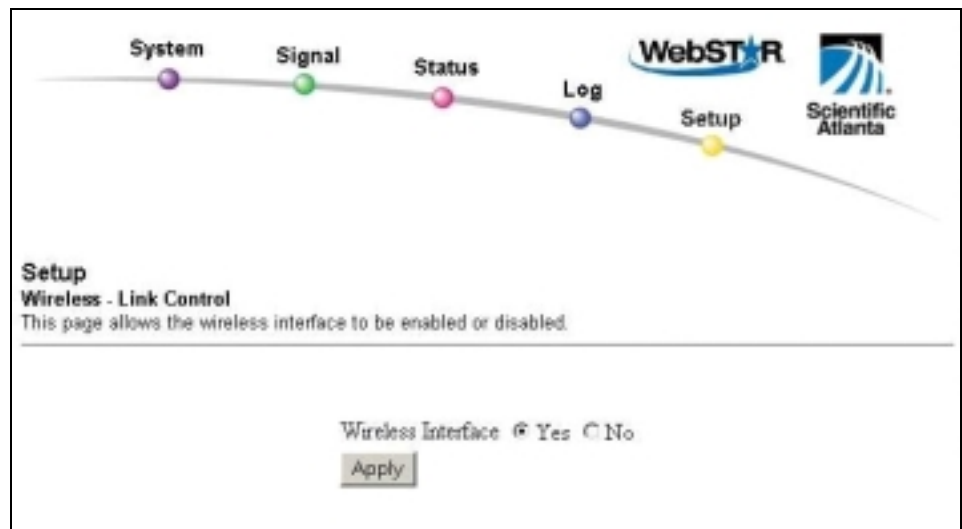 System
Signal
Status
Log
Setup
WebSTAR
Scientific
Atlanta
Setup
Wireless - Link Control
This page allows the wireless interface to be enabled or disabled.
Wireless Interface Yes No
Apply